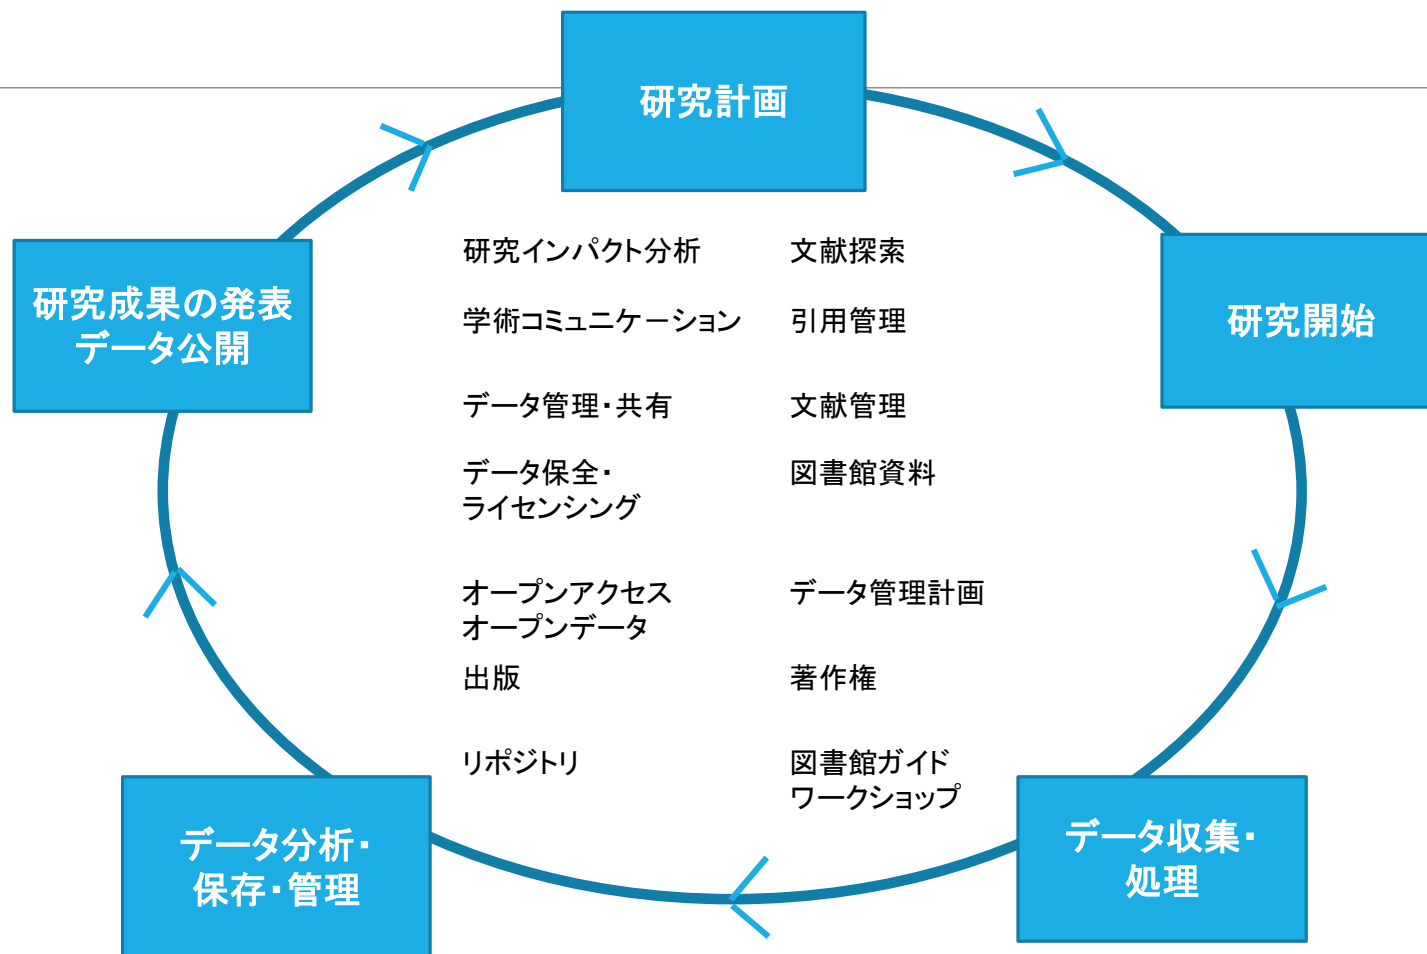 研究計画
研究開始
データ収集・
処理
データ分析・
保存・管理
研究成果の発表
データ公開
研究インパクト分析
学術コミュニケーション
データ管理・共有
データ保全・
ライセンシング
オープンアクセス
オープンデータ
出版
リポジトリ
文献探索
引用管理
文献管理
図書館資料
データ管理計画
著作権
図書館ガイド
ワークショップ